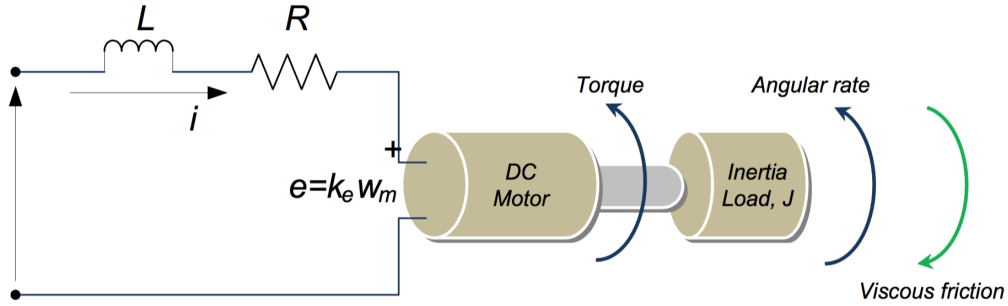 L
R
i
+
e=kewm
DC
Motor
Torque
Inertia
Load, J
Angular rate
Viscous friction